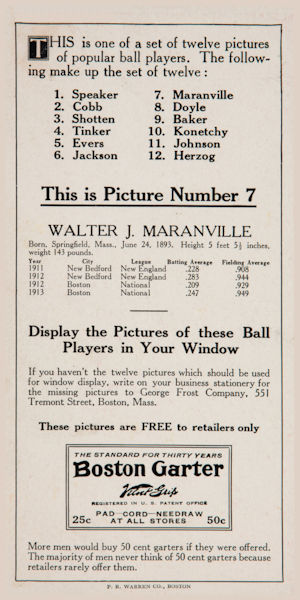 THIS is one of a set of twelve pictures
of popular ball players. The follow-
ing make up the set of twelve :
1. Speaker
2. Cobb
3. Shotten
4. Tinker
5. Evers
6. Jackson
7. Maranville
8. Doyle
9. Baker
10. Konetchy
11. Johnson
12. Herzog
This is Picture Number 7
WALTER J. MARANVILLE
Born, Springfield, Mass., June 24, 1893. Height 5 feet 5½ inches,
weight 143 pounds.
Year City League Batting Average Fielding Average
1911 New Bedford New England .228 .908
1912 New Bedford New England .283 .944
1912 Boston National .209 .929
1913 Boston National .247 .949
Display the Pictures of these Ball
Players in Your Window
If you haven't the twelve pictures which should be used
for window display, write on your business stationery for
the missing pictures to George Frost Company, 551
Tremont Street, Boston, Mass.
These pictures are FREE to retailers only
THE STANDARD FOR THIRTY YEARS
Boston Garter
Velvet Grip
REGISTERED IN U.S. PATENT OFFICE
PAD—CORD—NEEDRAW
25c AT ALL STORES 50c
More men would buy 50 cent garters if they were offered.
The majority of men never think of 50 cent garters because
retailers rarely offer them.
P. R. WARREN CO., BOSTON